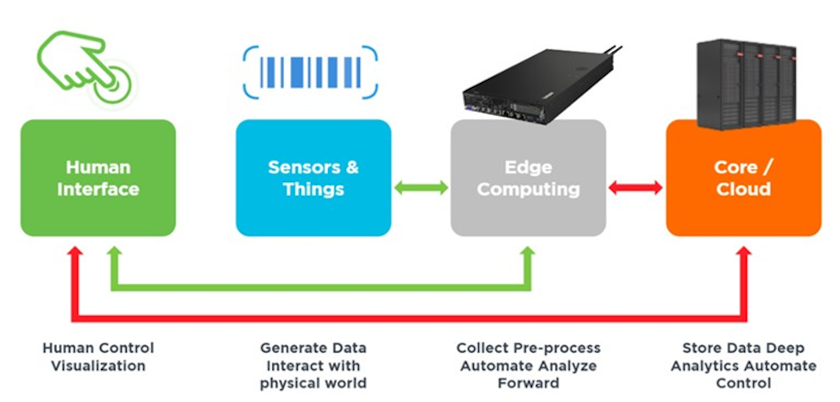 Human
Interface
Sensors &
Things
Edge
Computing
Core /
Cloud
Human Control
Visualization
Generate Data
Interact with
physical world
Collect Pre-process
Automate Analyze
Forward
Store Data Deep
Analytics Automate
Control